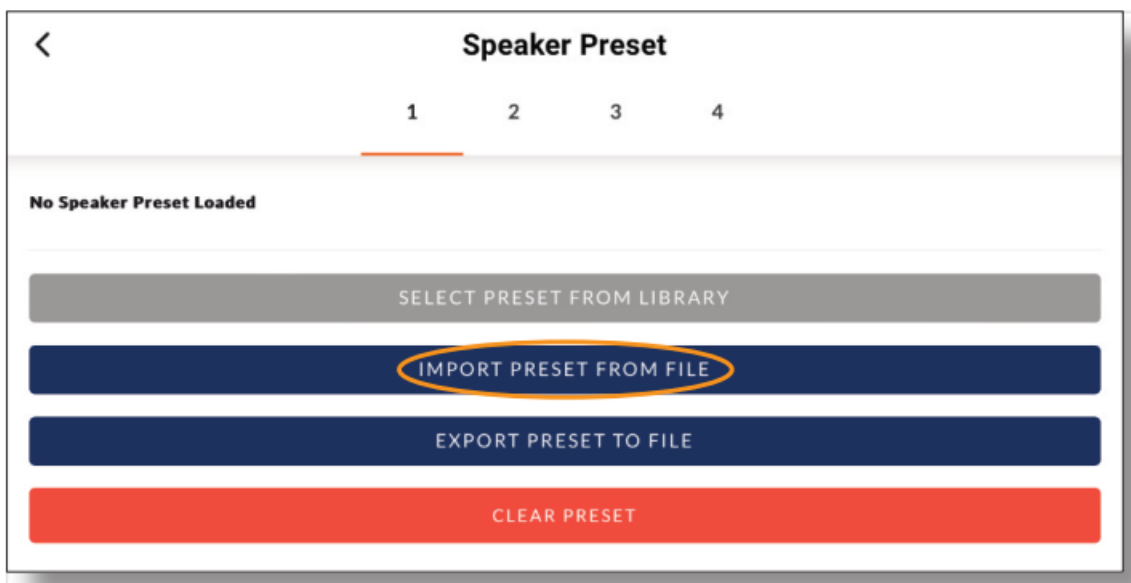 Speaker Preset
1 2 3 4
No Speaker Preset Loaded
SELECT PRESET FROM LIBRARY
IMPORT PRESET FROM FILE
EXPORT PRESET TO FILE
CLEAR PRESET